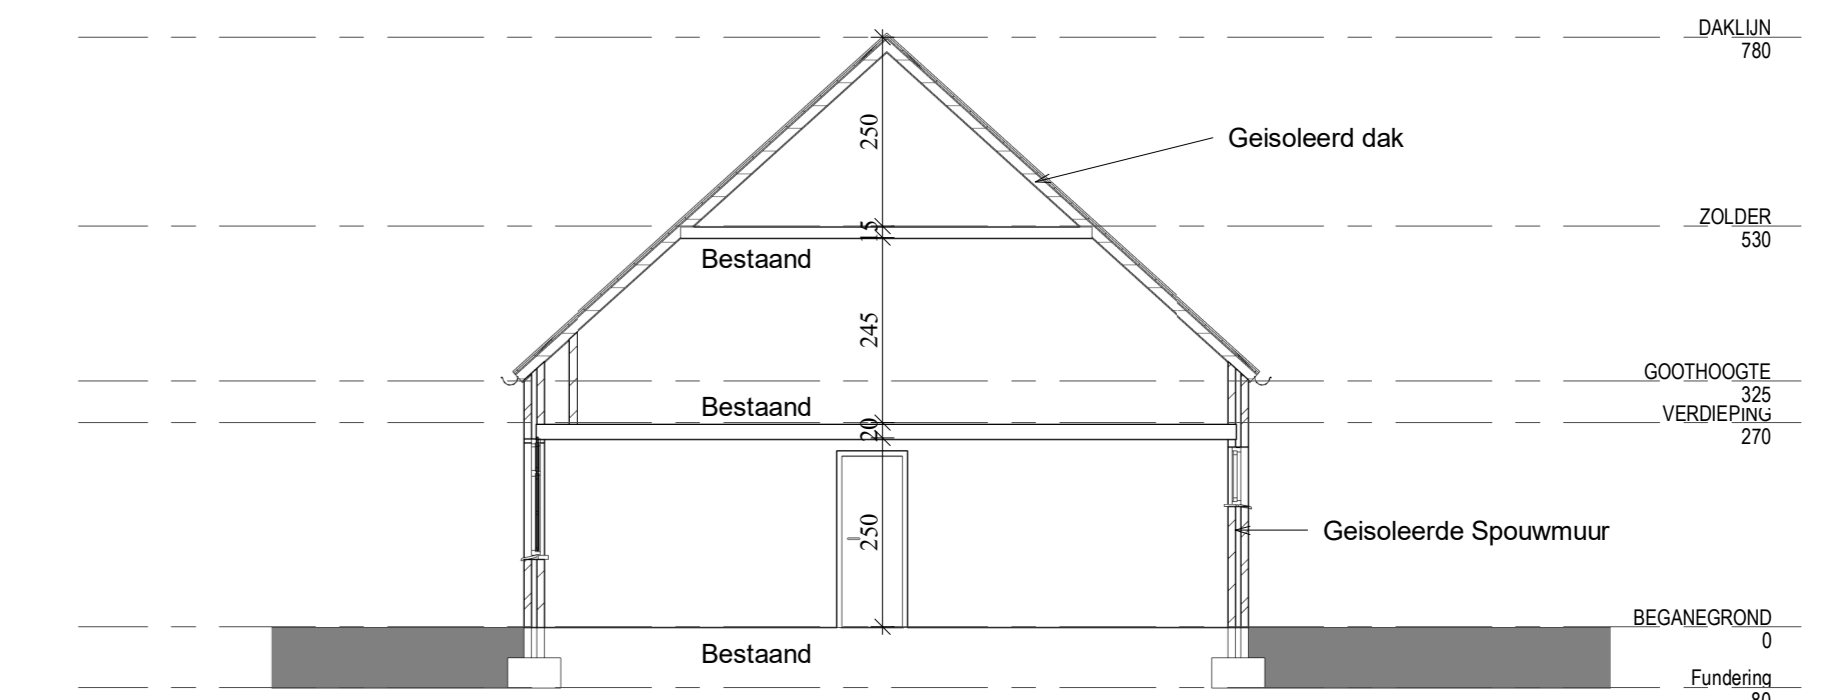 DAKLIJN
780
250
Geisoleerd dak
ZOLDER
530
15
Bestaand
245
GOOTHOOGTE
325
Bestaand
VERDIEPING
270
20
250
Geisoleerde Spouwmuur
BEGANEGROND
0
Bestaand
Fundering